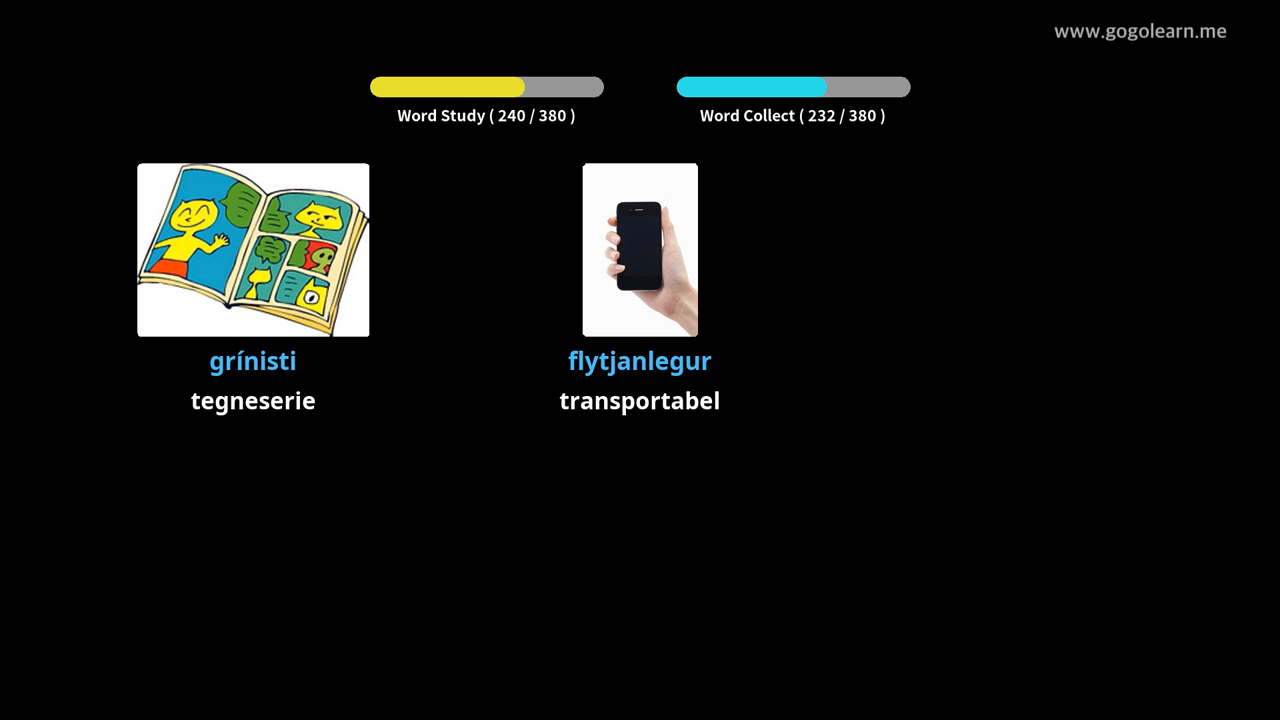 www.gogolearn.me
Word Study ( 240 / 380 )
Word Collect ( 232 / 380 )
grínisti
flytjanlegur
tegneserie
transportabel